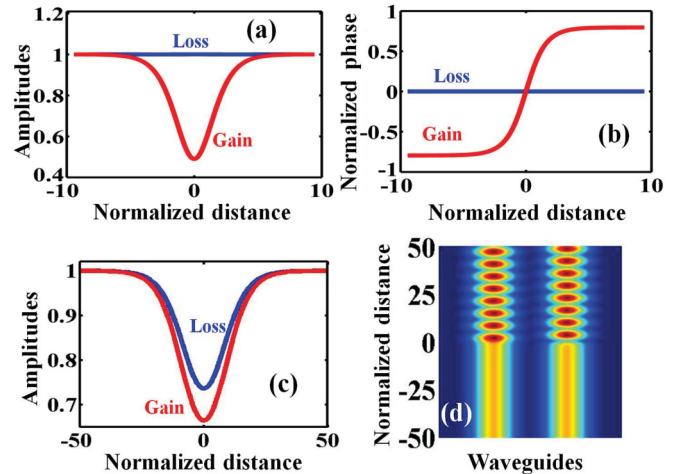 1.2
1
0.8
0.6
0.4
Amplitudes
(a)
Loss
Gain
-10
0
10
Normalized distance
1
0.5
0
-0.5
-1
Normalized phase
Loss
Gain
(b)
-10
0
10
Normalized distance
1
0.9
0.8
0.7
Amplitudes
Loss
Gain
(c)
-50
0
50
Normalized distance
50
25
0
-25
-50
Normalized distance
(d)
Waveguides